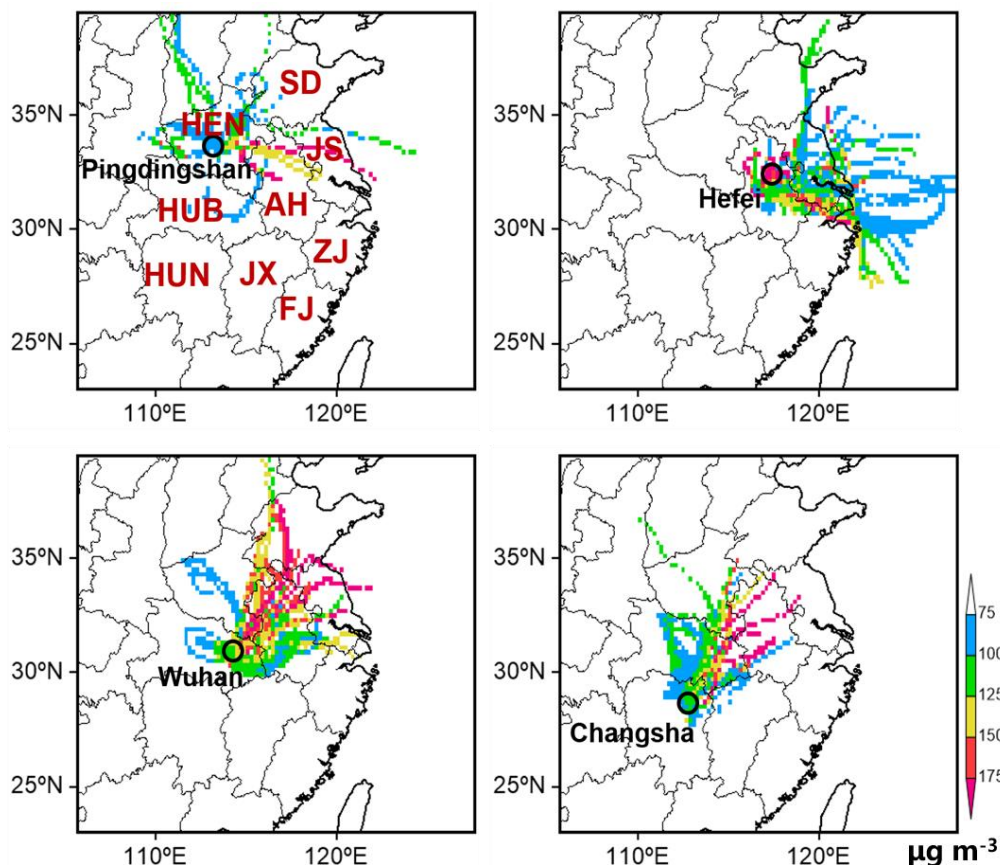 SD
35ºN
HEN
JS
Pingdingshan
HUB
AH
30ºN
ZJ
HUN
JX
FJ
25ºN
110ºE
120ºE
35ºN
Hefei
30ºN
25ºN
110ºE
120ºE
35ºN
30ºN
Wuhan
25ºN
110ºE
120ºE
35ºN
30ºN
Changsha
25ºN
110ºE
120ºE
75
100
125
150
175
µg m-3